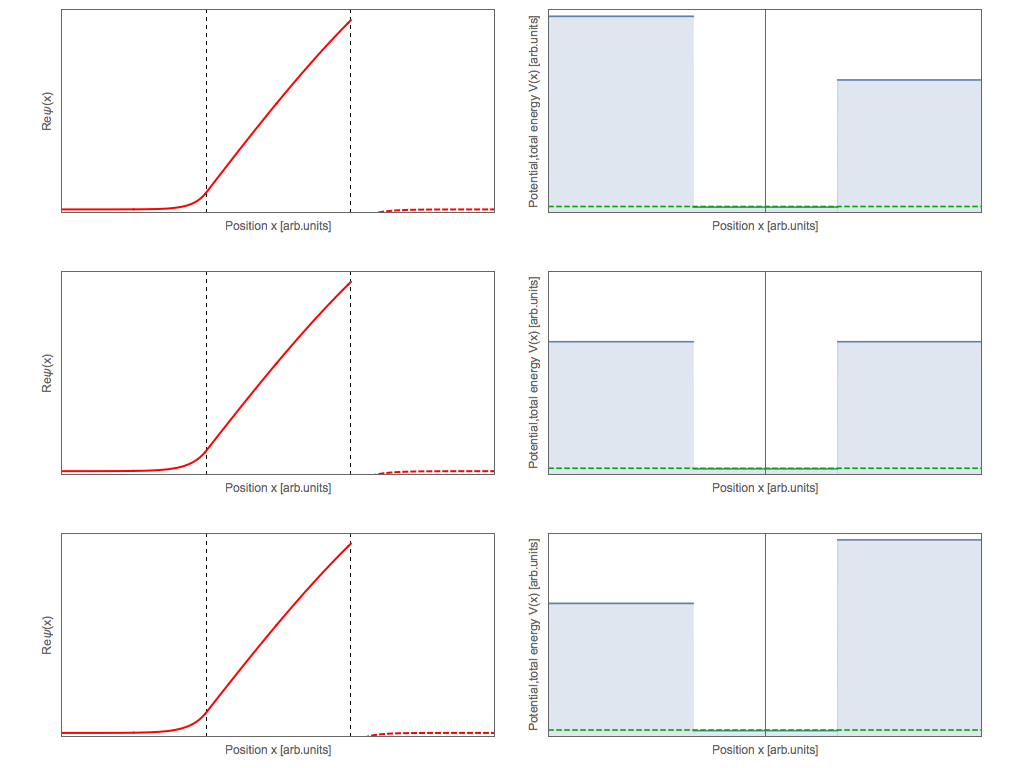 Reψ(x)
Position x [arb.units]
Potential,total energy V(x) [arb.units]
Position x [arb.units]
Reψ(x)
Position x [arb.units]
Potential,total energy V(x) [arb.units]
Position x [arb.units]
Reψ(x)
Position x [arb.units]
Potential,total energy V(x) [arb.units]
Position x [arb.units]